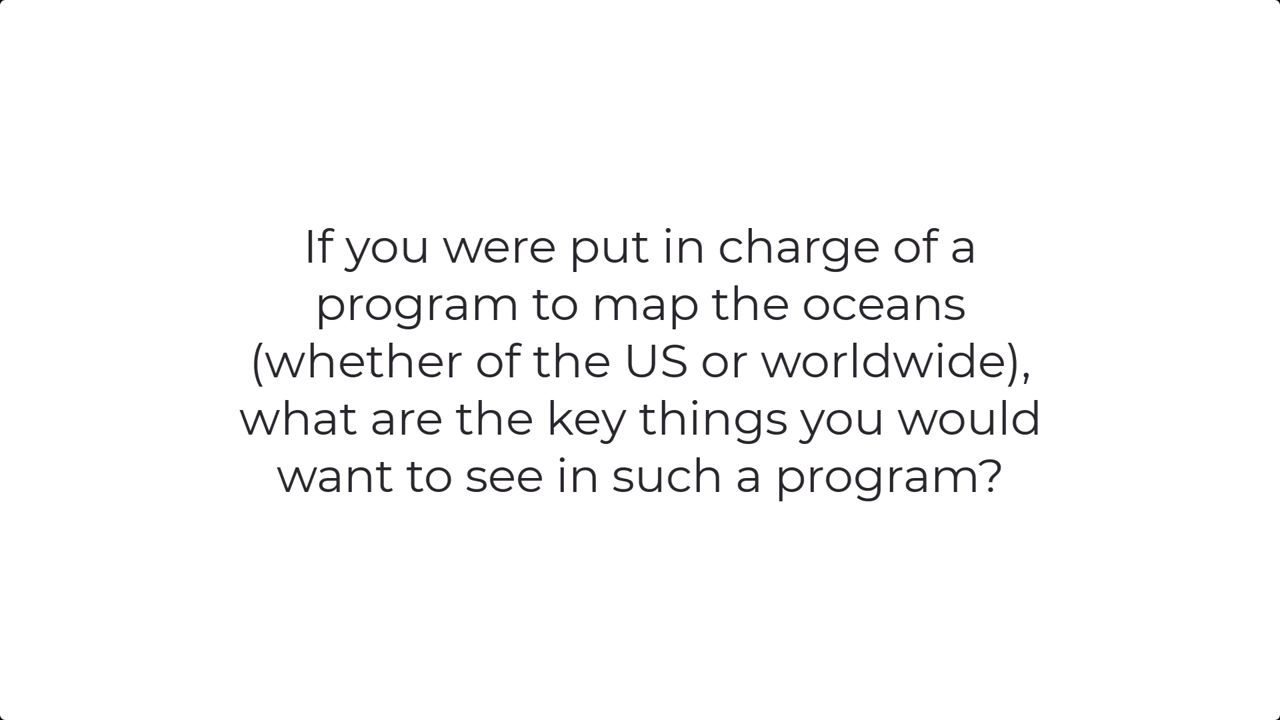 If you were put in charge of a
program to map the oceans
(whether of the US or worldwide),
what are the key things you would
want to see in such a program?